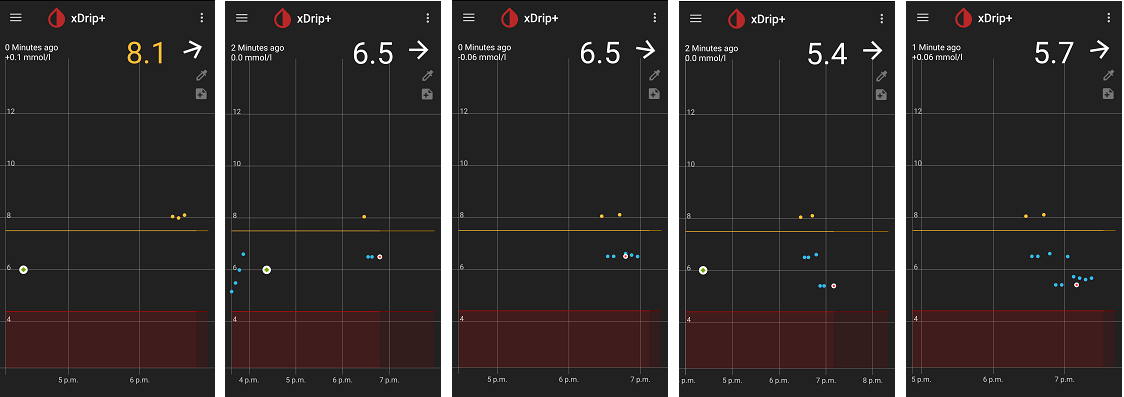 xDrip+
0 Minutes ago
+0.1 mmol/l
8.1
12
10
8
6
4
5 p.m.
6 p.m.
xDrip+
2 Minutes ago
0.0 mmol/l
6.5
12
10
8
6
4
4 p.m.
5 p.m.
6 p.m.
7 p.m.
xDrip+
0 Minute ago
-0.06 mmol/l
6.5
12
10
8
6
4
5 p.m.
6 p.m.
7 p.m.
xDrip+
2 Minutes ago
0.0 mmol/l
5.4
12
10
8
6
4
p.m.
5 p.m.
6 p.m.
7 p.m.
8 p.m.
xDrip+
1 Minute ago
+0.06 mmol/l
5.7
12
10
8
6
4
5 p.m.
6 p.m.
7 p.m.